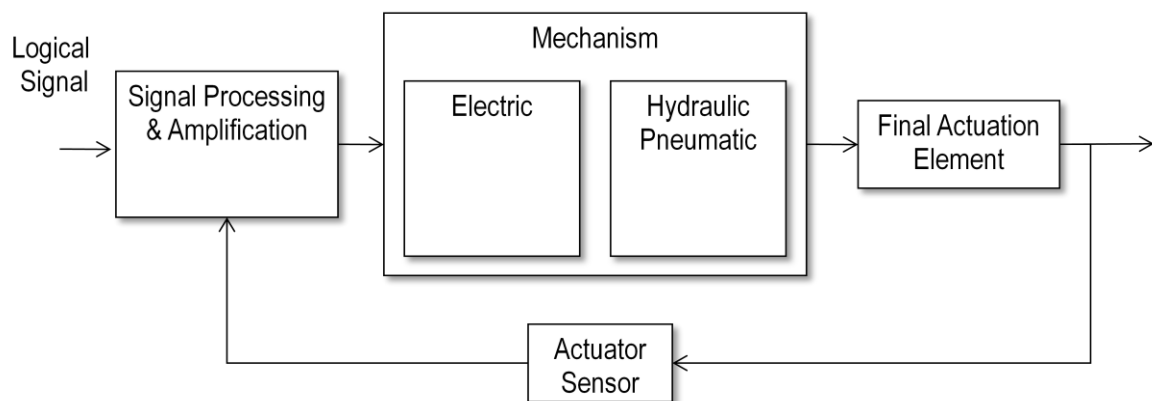 Logical
Signal
Signal Processing
& Amplification
Mechanism
Electric
Hydraulic
Pneumatic
Final Actuation
Element
Actuator
Sensor